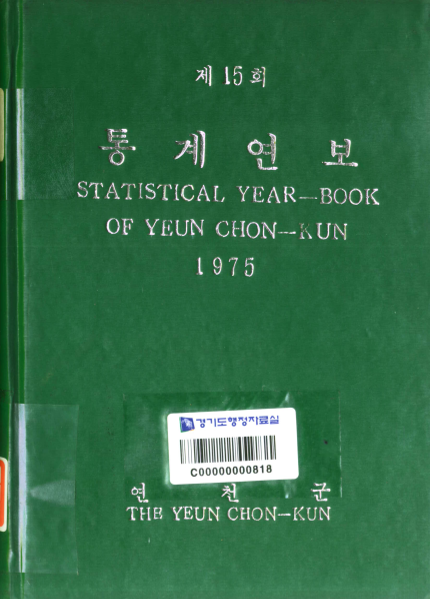 제 15 회
통 계 연 보
STATISTICAL YEAR—BOOK
OF YEUN CHON—KUN
1975
경기도행정자료실
C00000000818
연 천 군
THE YEUN CHON—KUN